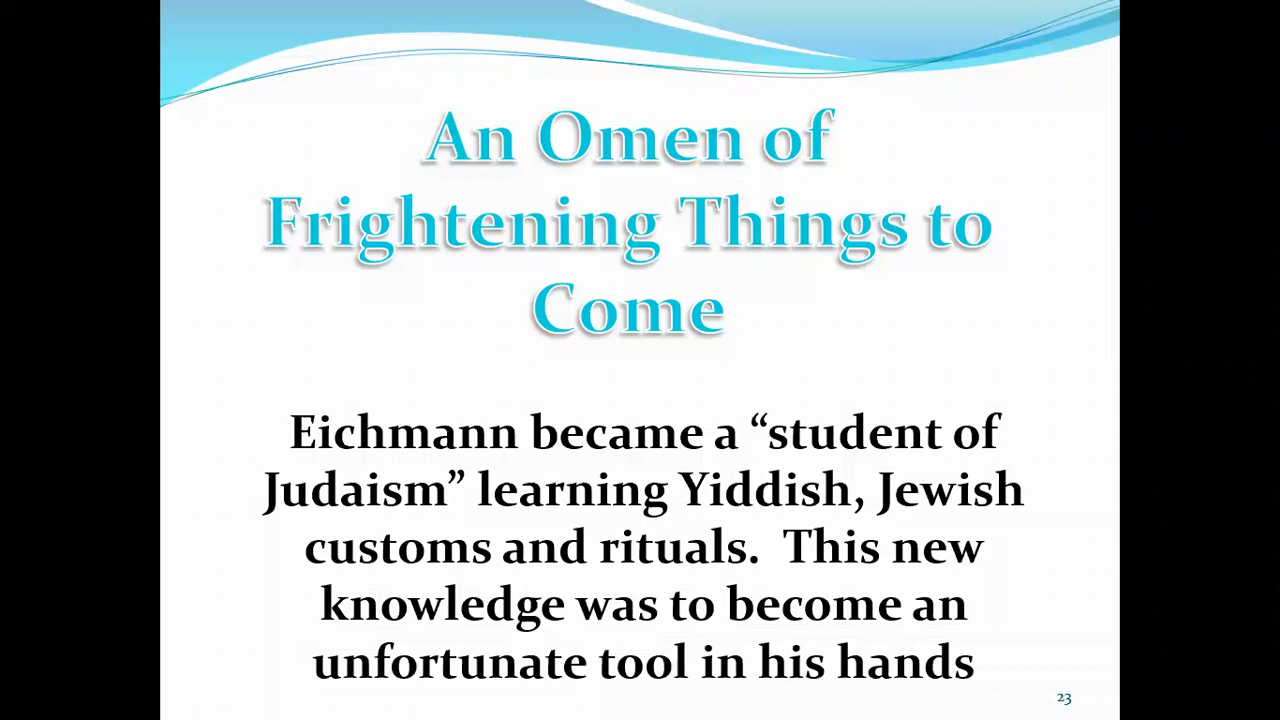 An Omen of
Frightening Things to
Come
Eichmann became a “student of
Judaism” learning Yiddish, Jewish
customs and rituals.  This new
knowledge was to become an
unfortunate tool in his hands
23